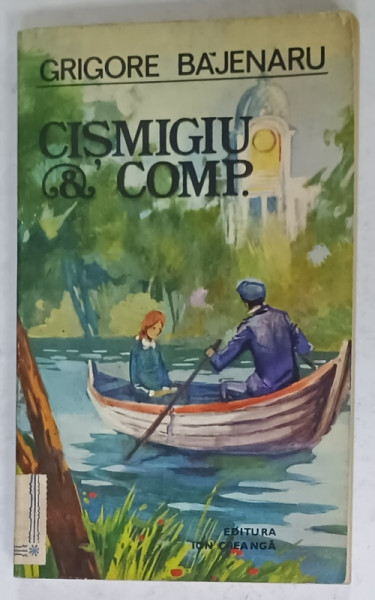 GRIGORE BĂJENARU
CIȘMIGIU
& COMP.
EDITURA
ION CREANGĂ